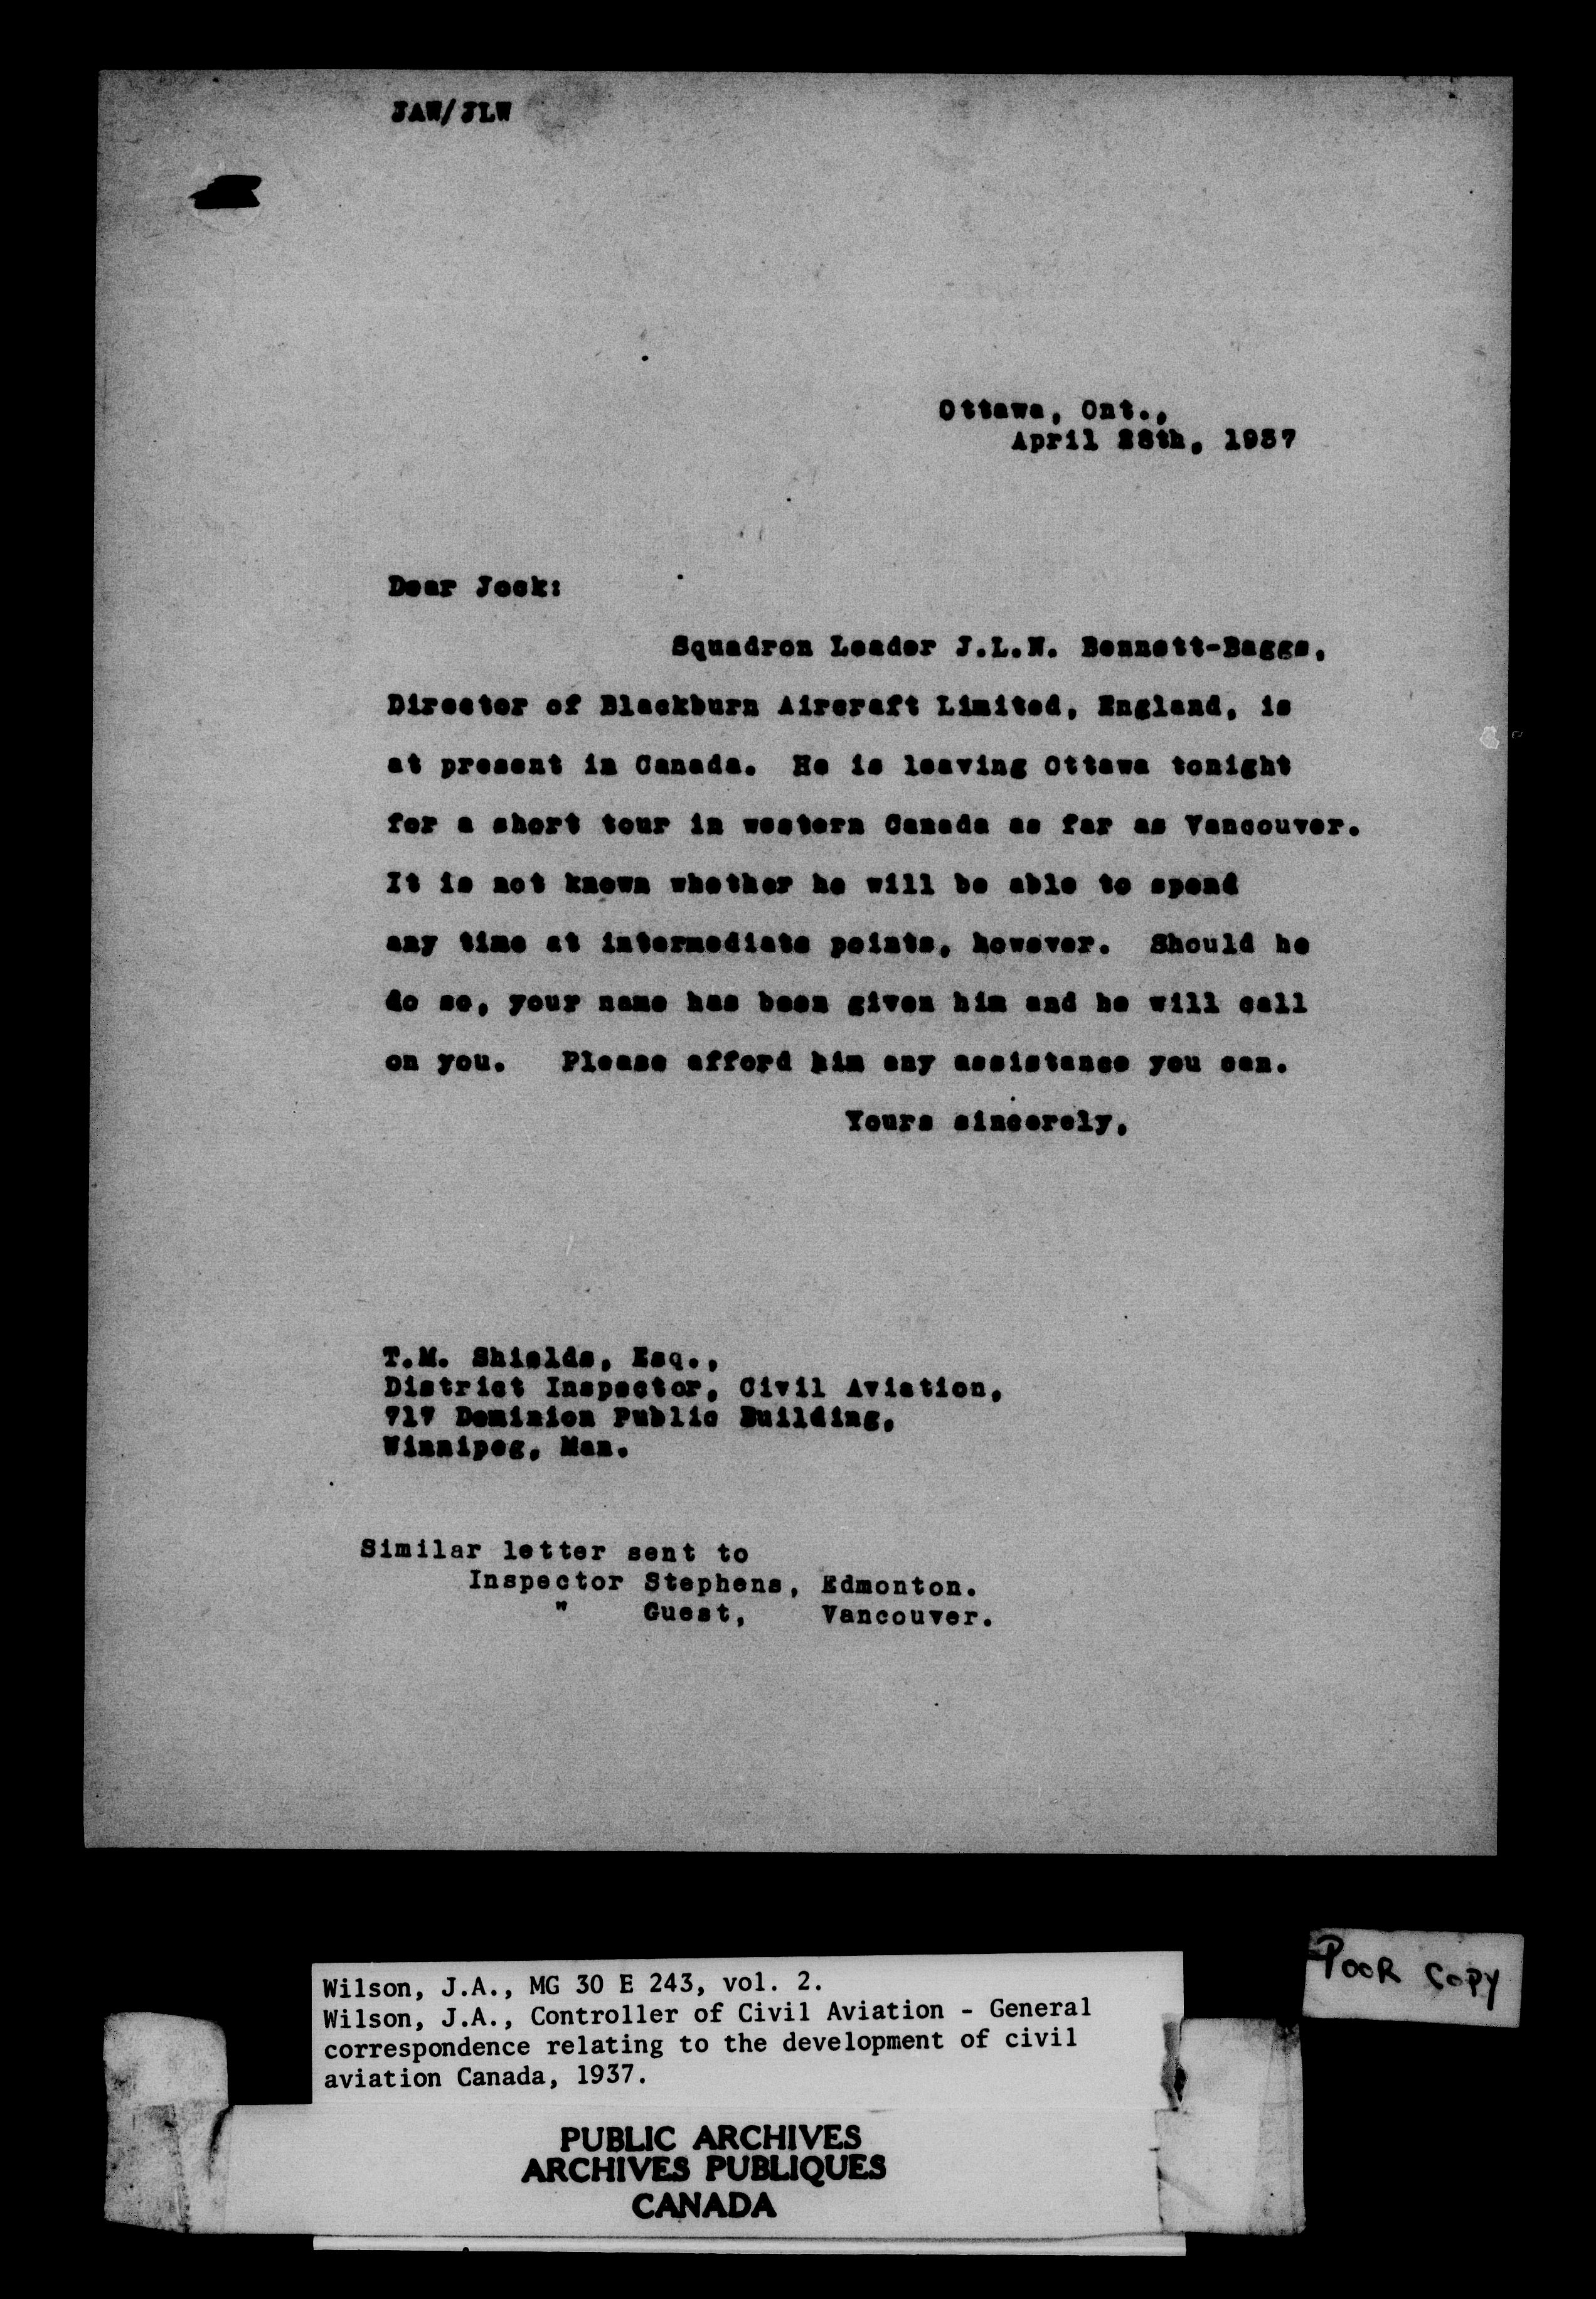 JAW/JLW
Ottawa, Ont.,
April 28th, 1937
Dear Jock:
Squadron Leader J.L.N. Bennett-Baggs,
Director of Blackburn Aircraft Limited, England, is
at present in Canada. He is leaving Ottawa tonight
for a short tour in western Canada as far as Vancouver.
It is not known whether he will be able to spend
any time at intermediate points, however. Should he
do so, your name has been given him and he will call
on you. Please afford him any assistance you can.
Yours sincerely,
T.M. Shields, Esq.,
District Inspector, Civil Aviation,
717 Dominion Public Building,
Winnipeg, Man.
Similar letter sent to
Inspector Stephens, Edmonton.
" Guest, Vancouver.
POOR COPY
Wilson, J.A., MG 30 E 243, vol. 2.
Wilson, J.A., Controller of Civil Aviation - General
correspondence relating to the development of civil
aviation Canada, 1937.
PUBLIC ARCHIVES
ARCHIVES PUBLIQUES
CANADA